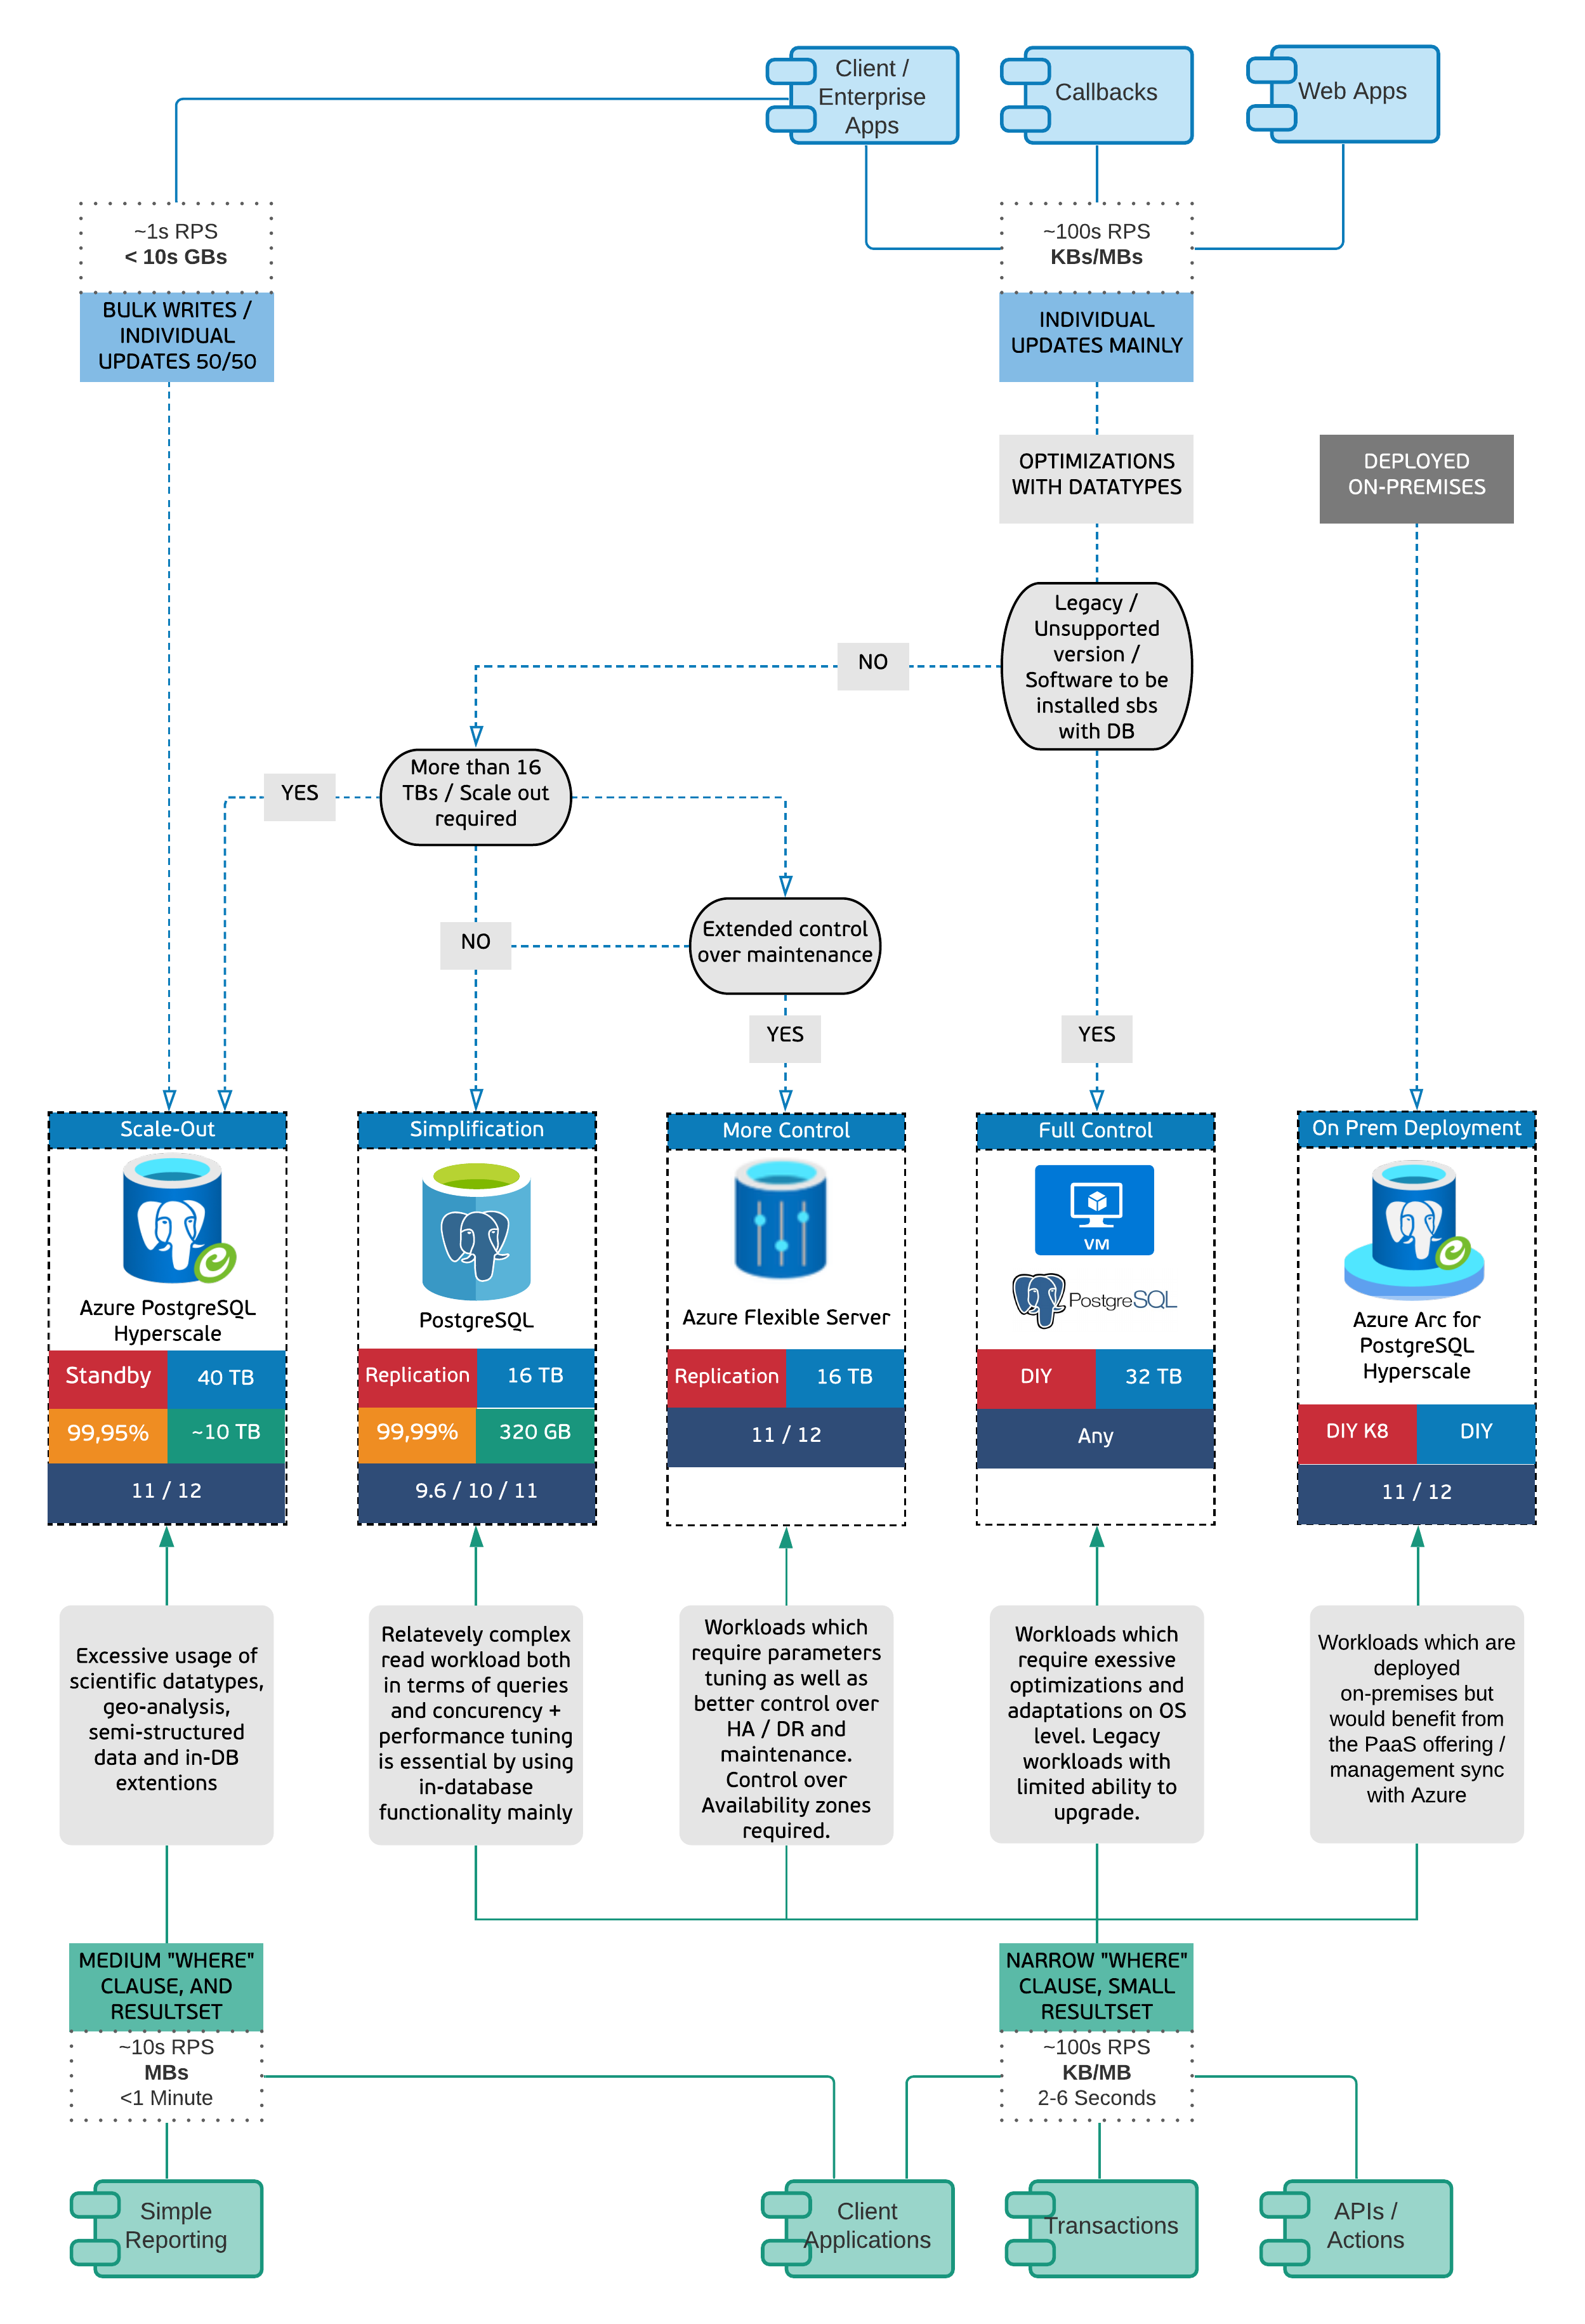 Client /
Enterprise
Apps
Callbacks
Web Apps
~1s RPS
< 10s GBs
~100s RPS
KBs/MBs
BULK WRITES /
INDIVIDUAL
UPDATES 50/50
INDIVIDUAL
UPDATES MAINLY
OPTIMIZATIONS
WITH DATATYPES
DEPLOYED
ON-PREMISES
Legacy /
Unsupported
version /
Software to be
installed sbs
with DB
NO
More than 16
TBs / Scale out
required
YES
Extended control
over maintenance
NO
YES
YES
Scale-Out
Azure PostgreSQL
Hyperscale
Standby
40 TB
99,95%
~10 TB
11 / 12
Simplification
PostgreSQL
Replication
16 TB
99,99%
320 GB
9.6 / 10 / 11
More Control
Azure Flexible Server
Replication
16 TB
11 / 12
Full Control
VM
PostgreSQL
DIY
32 TB
Any
On Prem Deployment
Azure Arc for
PostgreSQL
Hyperscale
DIY K8
DIY
11 / 12
Excessive usage of
scientific datatypes,
geo-analysis,
semi-structured
data and in-DB
extentions
Relatevely complex
read workload both
in terms of queries
and concurency +
performance tuning
is essential by using
in-database
functionality mainly
Workloads which
require parameters
tuning as well as
better control over
HA / DR and
maintenance.
Control over
Availability zones
required.
Workloads which
require exessive
optimizations and
adaptations on OS
level. Legacy
workloads with
limited ability to
upgrade.
Workloads which are
deployed
on-premises but
would benefit from
the PaaS offering /
management sync
with Azure
MEDIUM "WHERE"
CLAUSE, AND
RESULTSET
~10s RPS
MBs
<1 Minute
NARROW "WHERE"
CLAUSE, SMALL
RESULTSET
~100s RPS
KB/MB
2-6 Seconds
Simple
Reporting
Client
Applications
Transactions
APIs /
Actions